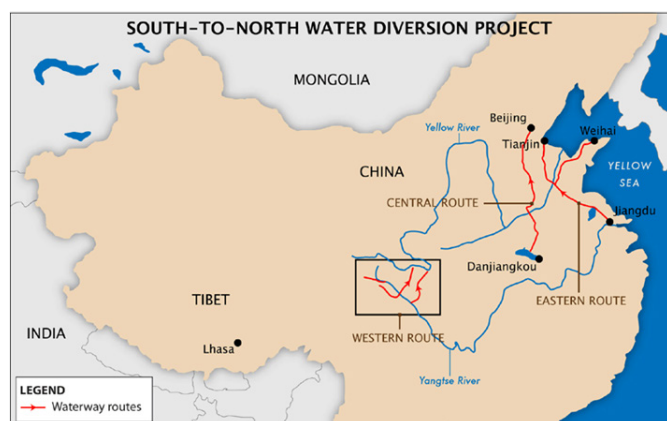 SOUTH-TO-NORTH WATER DIVERSION PROJECT
MONGOLIA
Beijing
Yellow River
Tianjin
Weihai
CHINA
YELLOW
SEA
CENTRAL ROUTE
Jiangdu
Danjiangkou
TIBET
EASTERN ROUTE
INDIA
WESTERN ROUTE
Lhasa
Yangtse River
LEGEND
Waterway routes